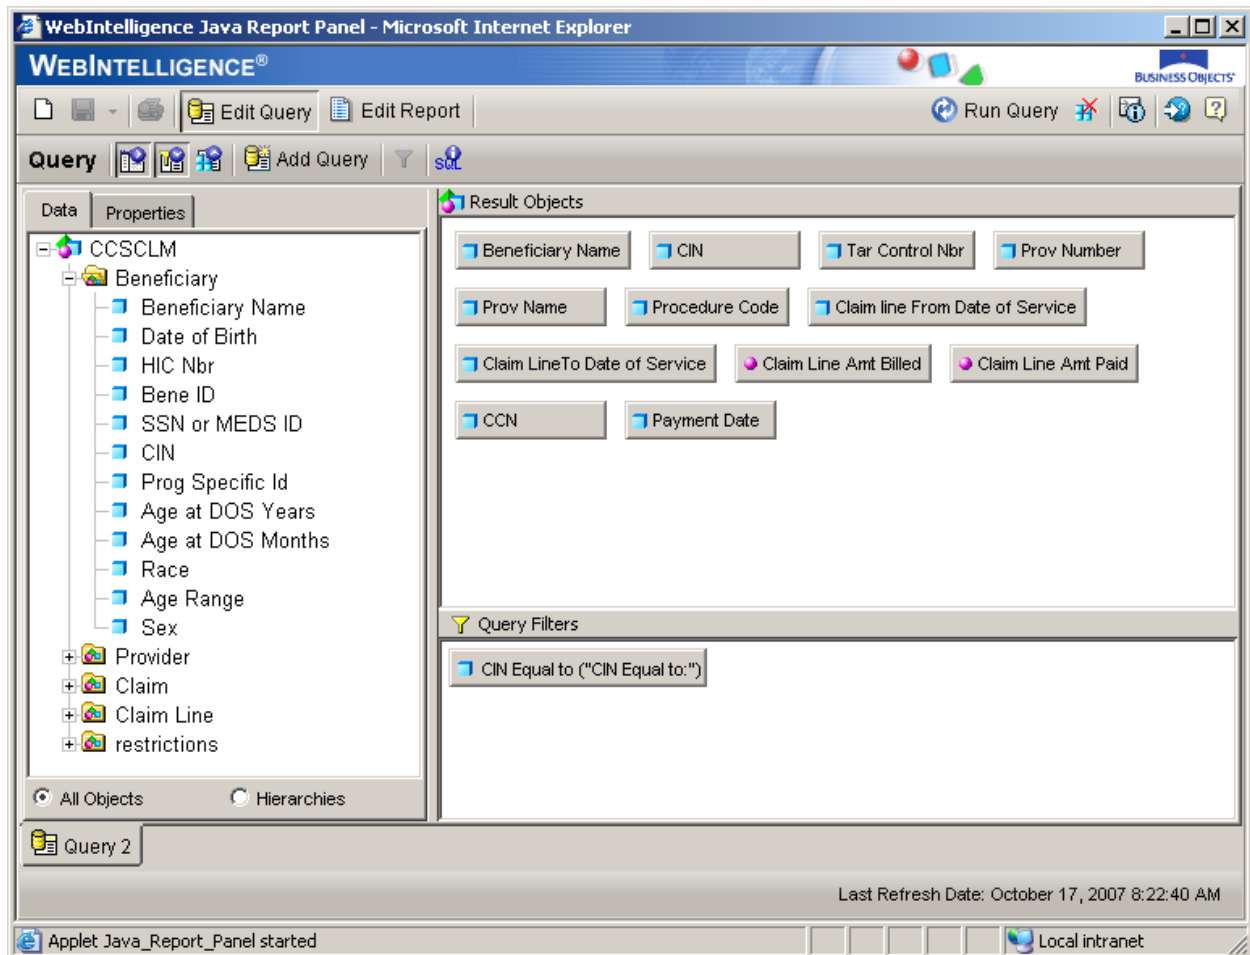 WebIntelligence Java Report Panel - Microsoft Internet Explorer
WEBINTELLIGENCE®
BUSINESS OBJECTS
Edit Query Edit Report Run Query
Query Add Query SQL
Data Properties
CCSCLM
Beneficiary
Beneficiary Name
Date of Birth
HIC Nbr
Bene ID
SSN or MEDS ID
CIN
Prog Specific Id
Age at DOS Years
Age at DOS Months
Race
Age Range
Sex
Provider
Claim
Claim Line
restrictions
All Objects Hierarchies
Result Objects
Beneficiary Name CIN Tar Control Nbr Prov Number
Prov Name Procedure Code Claim line From Date of Service
Claim LineTo Date of Service Claim Line Amt Billed Claim Line Amt Paid
CCN Payment Date
Query Filters
CIN Equal to ("CIN Equal to:")
Query 2
Last Refresh Date: October 17, 2007 8:22:40 AM
Applet Java_Report_Panel started Local intranet